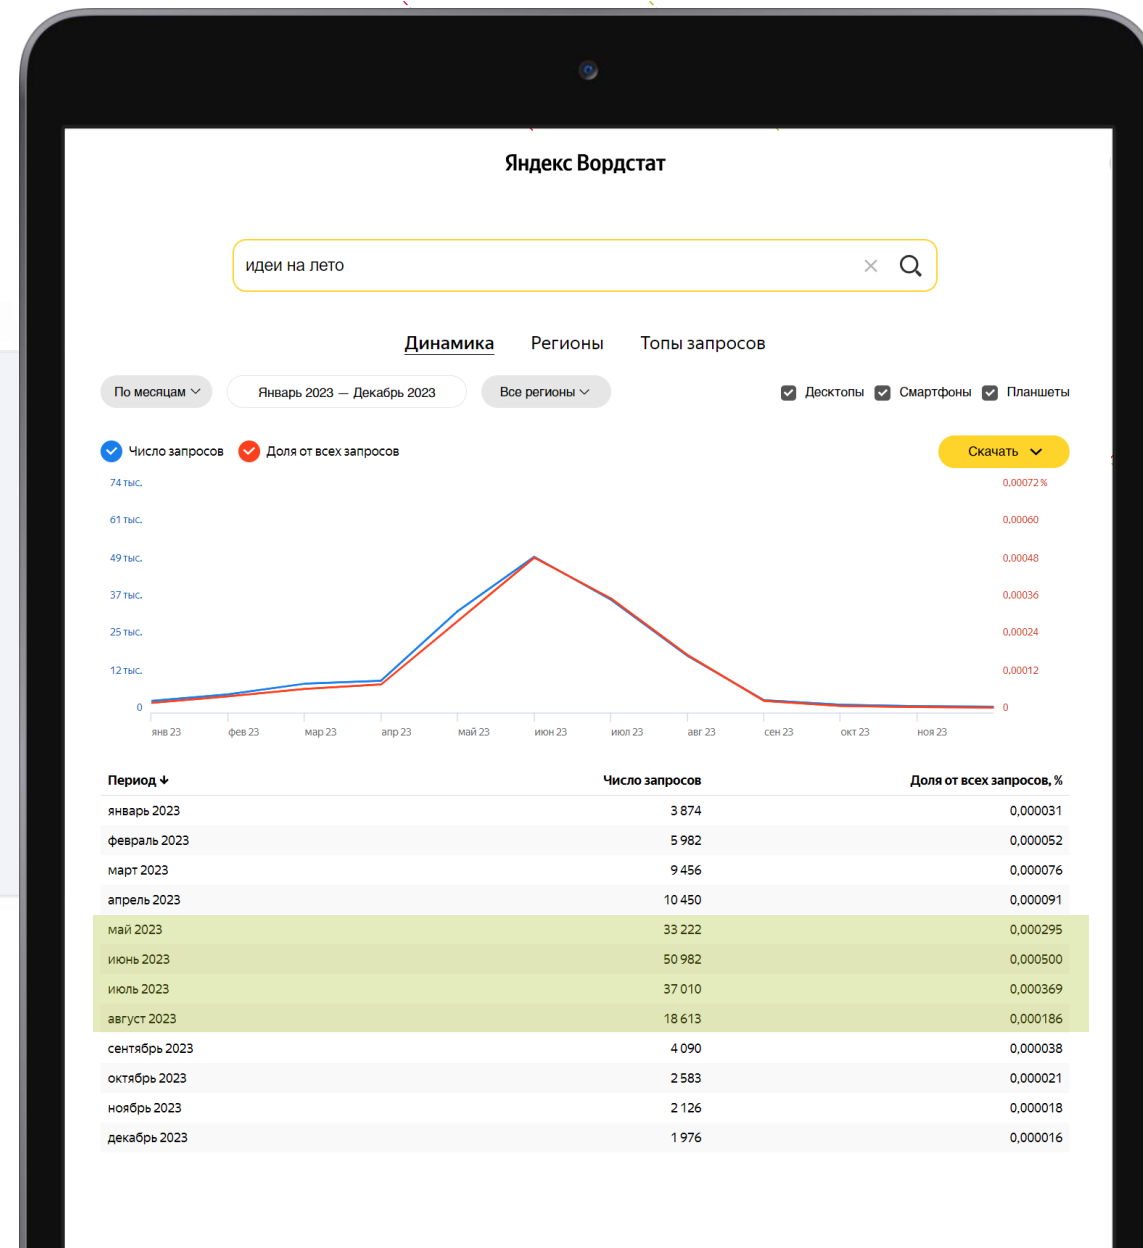 Яндекс Вордстат
идеи на лето
Динамика Регионы Топы запросов
По месяцам Январь 2023 — Декабрь 2023 Все регионы Десктопы Смартфоны Планшеты
Число запросов Доля от всех запросов Скачать
74 тыс. 0,00072 %
61 тыс. 0,00060
49 тыс. 0,00048
37 тыс. 0,00036
25 тыс. 0,00024
12 тыс. 0,00012
0 0
янв 23 фев 23 мар 23 апр 23 май 23 июн 23 июл 23 авг 23 сен 23 окт 23 ноя 23
Период Число запросов Доля от всех запросов, %
январь 2023 3 874 0,000031
февраль 2023 5 982 0,000052
март 2023 9 456 0,000076
апрель 2023 10 450 0,000091
май 2023 33 222 0,000295
июнь 2023 50 982 0,000500
июль 2023 37 010 0,000369
август 2023 18 613 0,000186
сентябрь 2023 4 090 0,000038
октябрь 2023 2 583 0,000021
ноябрь 2023 2 126 0,000018
декабрь 2023 1 976 0,000016